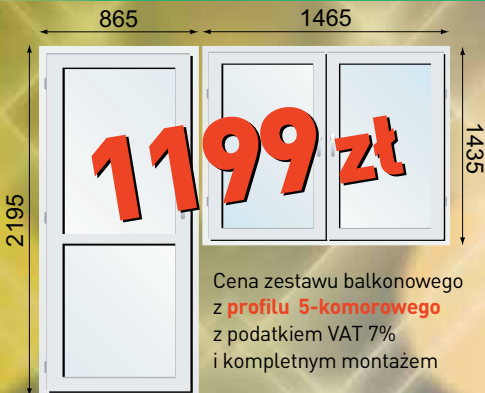 865
1465
2195
1435
1199 zł
Cena zestawu balkonowego
z profilu 5-komorowego
z podatkiem VAT 7%
i kompletnym montażem